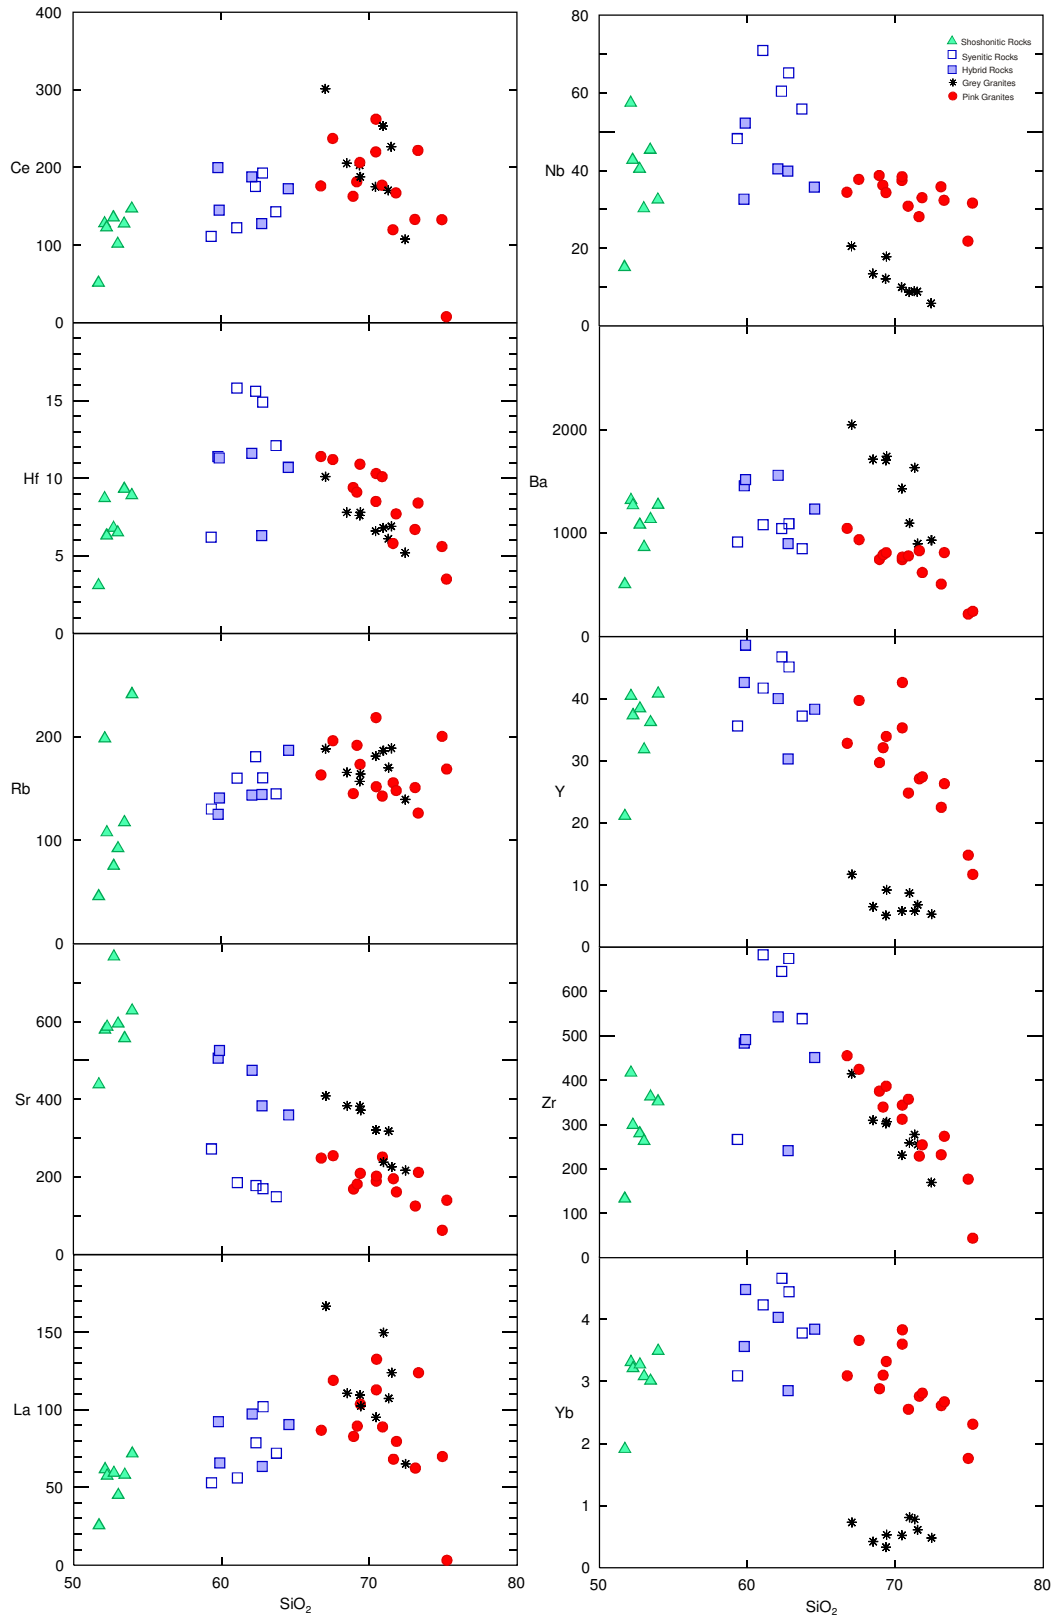 400
300
Ce
200
100
0
15
Hf 10
5
0
200
Rb
100
0
600
Sr 400
200
0
150
La 100
50
0
50 60 70 80
SiO2
80
Shoshonitic Rocks
Syenitic Rocks
Hybrid Rocks
Grey Granites
Pink Granites
60
Nb 40
20
0
2000
Ba
1000
0
40
30
Y
20
10
0
600
500
400
Zr
300
200
100
0
4
3
Yb
2
1
0
50 60 70 80
SiO2